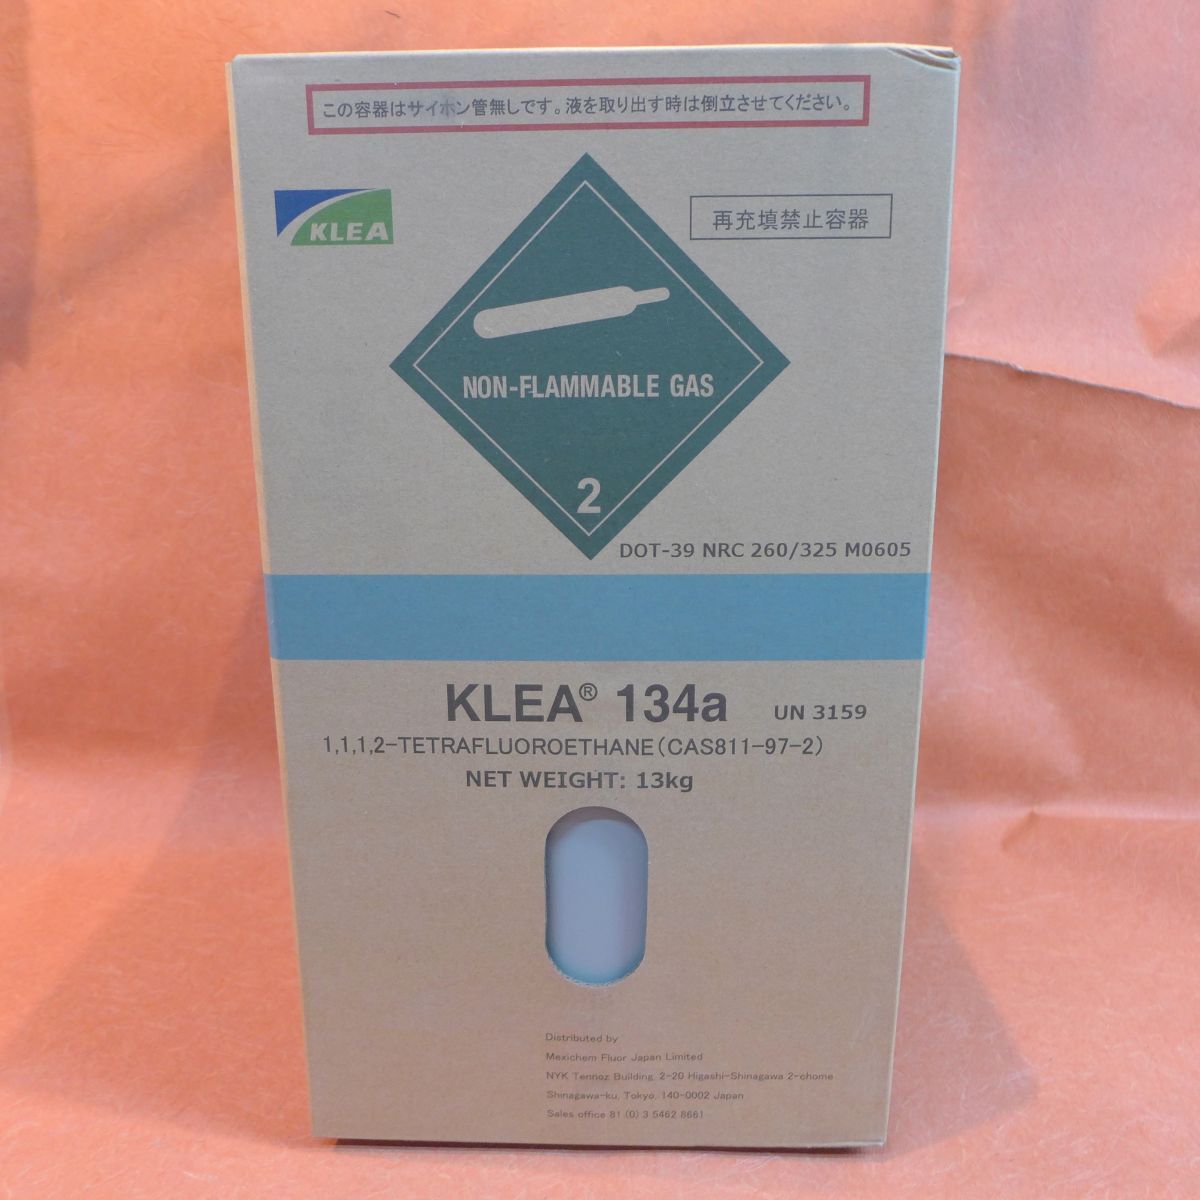 この容器はサイホン管無しです。液を取り出す時は倒立させてください。
KLEA
再充填禁止容器
NON-FLAMMABLE GAS
2
DOT-39 NRC 260/325 M0605
KLEA® 134a UN 3159
1,1,1,2-TETRAFLUOROETHANE(CAS811-97-2)
NET WEIGHT: 13kg
Distributed by
Mexichem Fluor Japan Limited
NYK Tennoz Building, 2-20 Higashi-Shinagawa 2-chome
Shinagawa-ku, Tokyo, 140-0002 Japan
Sales office 81 (0) 3 5462 8661